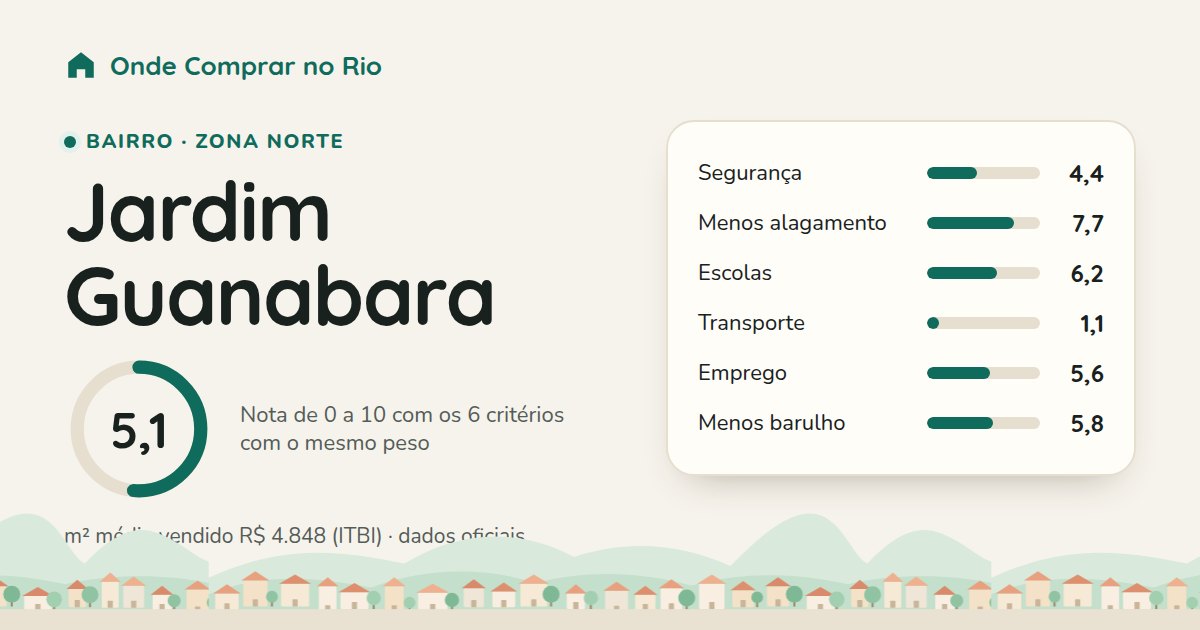 Onde Comprar no Rio
BAIRRO · ZONA NORTE
Jardim
Guanabara
5,1
Nota de 0 a 10 com os 6 critérios
com o mesmo peso
m² médio vendido R$ 4.848 (ITBI) · dados oficiais
Segurança 4,4
Menos alagamento 7,7
Escolas 6,2
Transporte 1,1
Emprego 5,6
Menos barulho 5,8